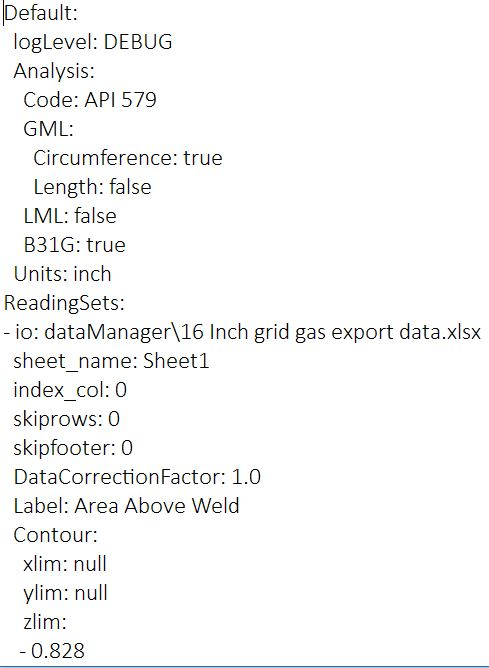 Default:
logLevel: DEBUG
Analysis:
Code: API 579
GML:
Circumference: true
Length: false
LML: false
B31G: true
Units: inch
ReadingSets:
- io: dataManager\16 Inch grid gas export data.xlsx
sheet_name: Sheet1
index_col: 0
skiprows: 0
skipfooter: 0
DataCorrectionFactor: 1.0
Label: Area Above Weld
Contour:
xlim: null
ylim: null
zlim:
- 0.828